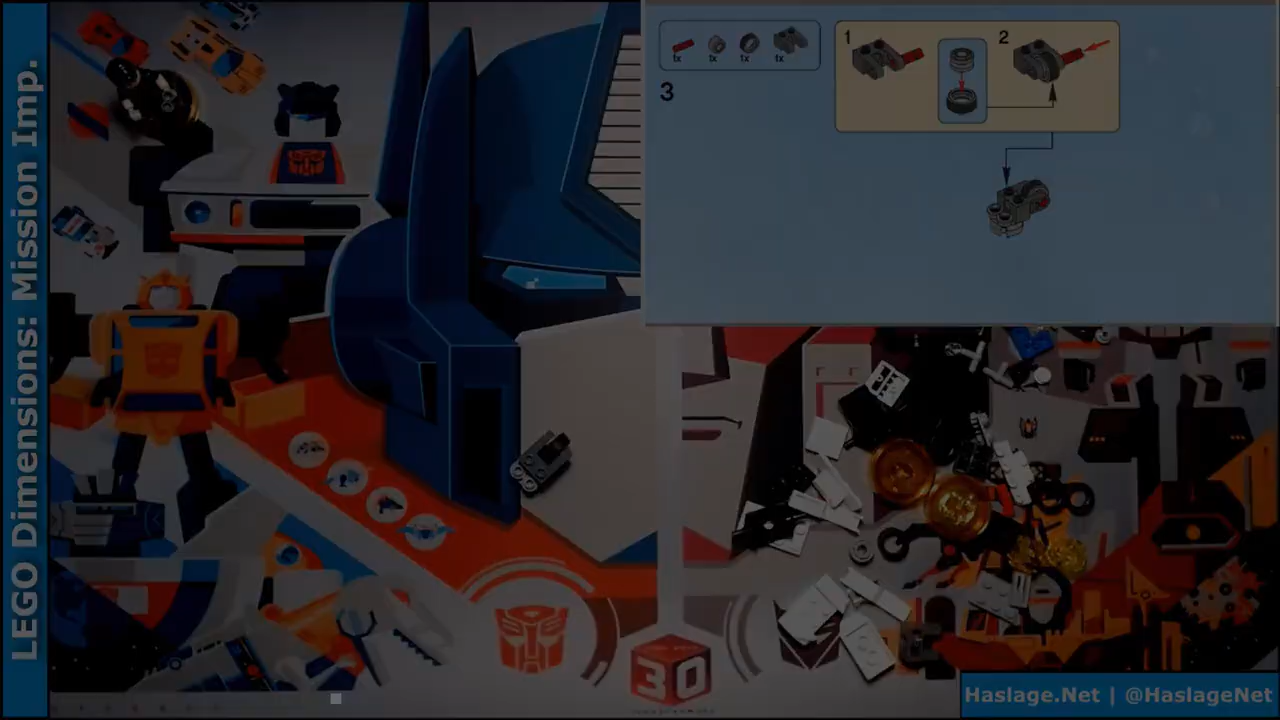 LEGO Dimensions: Mission Imp.
1x 1x 1x 1x
1
2
3
30
Haslage.Net | @HaslageNet